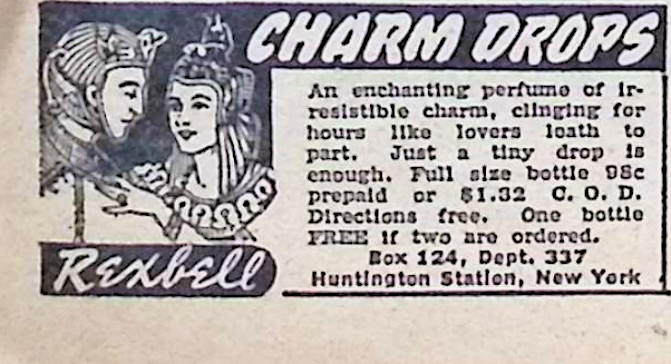 CHARM DROPS
An enchanting perfume of ir-
resistible charm, clinging for
hours like lovers loath to
part. Just a tiny drop is
enough. Full size bottle 98c
prepaid or $1.32 C. O. D.
Directions free. One bottle
FREE if two are ordered.
Box 124, Dept. 337
Huntington Station, New York
Rexbell